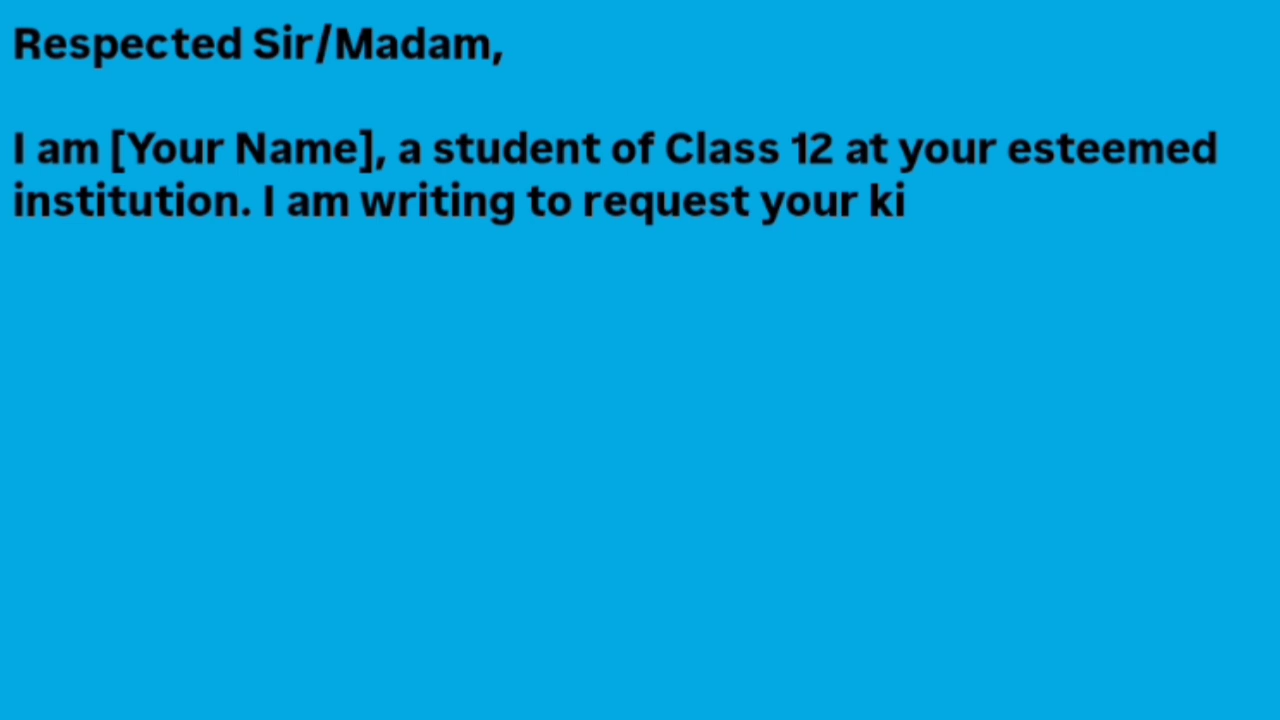 Respected Sir/Madam,
I am [Your Name], a student of Class 12 at your esteemed
institution. I am writing to request your ki